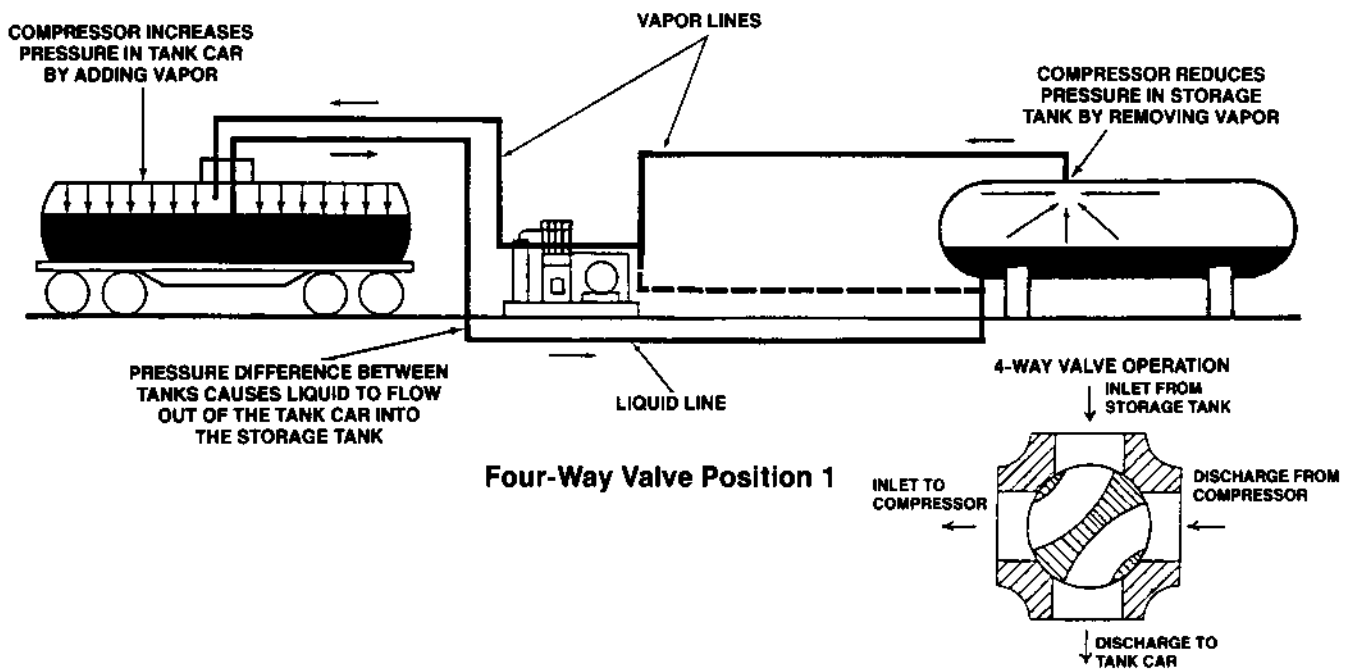 COMPRESSOR INCREASES
PRESSURE IN TANK CAR
BY ADDING VAPOR
VAPOR LINES
COMPRESSOR REDUCES
PRESSURE IN STORAGE
TANK BY REMOVING VAPOR
PRESSURE DIFFERENCE BETWEEN
TANKS CAUSES LIQUID TO FLOW
OUT OF THE TANK CAR INTO
THE STORAGE TANK
LIQUID LINE
Four-Way Valve Position 1
4-WAY VALVE OPERATION
INLET FROM
STORAGE TANK
INLET TO
COMPRESSOR
DISCHARGE FROM
COMPRESSOR
DISCHARGE TO
TANK CAR